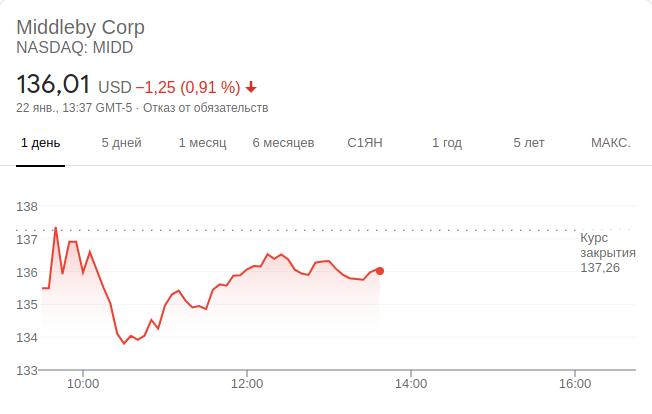 Middleby Corp
NASDAQ: MIDD
136,01 USD −1,25 (0,91 %)
22 янв., 13:37 GMT-5 · Отказ от обязательств
1 день 5 дней 1 месяц 6 месяцев С1ЯН 1 год 5 лет МАКС.
138
137
136
135
134
133
Курс
закрытия
137,26
10:00 12:00 14:00 16:00